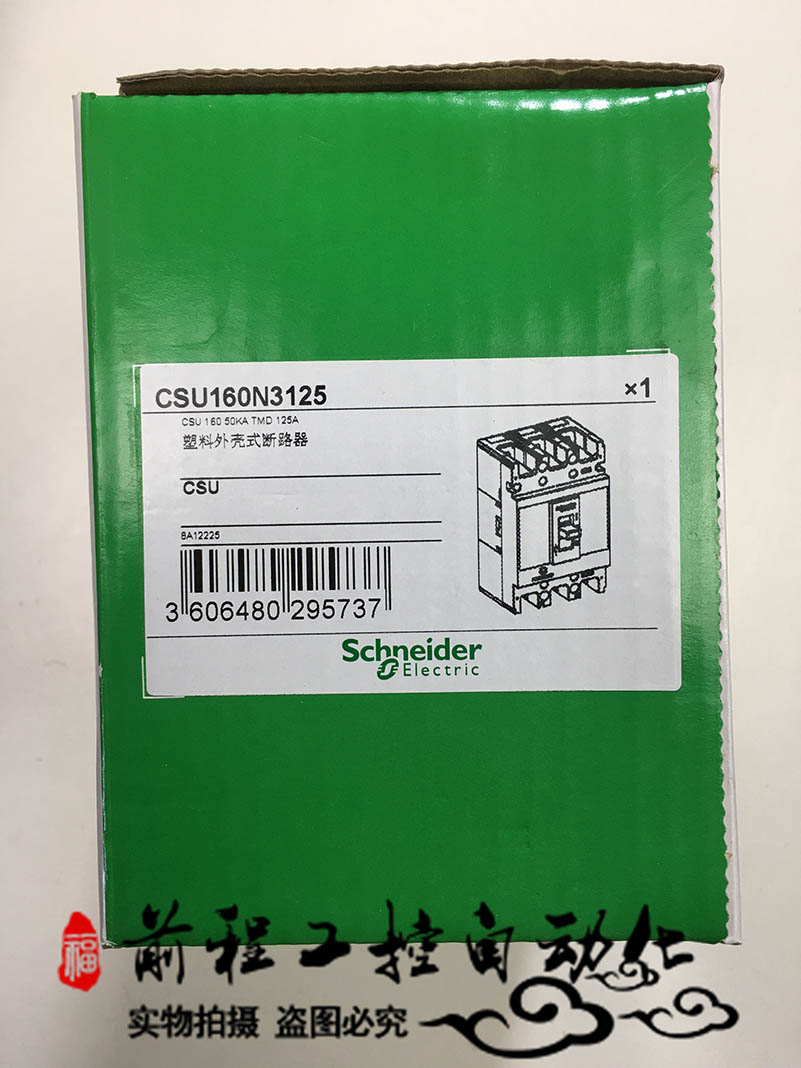 CSU160N3125 ×1
CSU 160 50KA TMD 125A
塑料外壳式断路器
CSU
8A12225
3 606480 295737
Schneider
Electric
福 前程工控自动化
实物拍摄 盗图必究